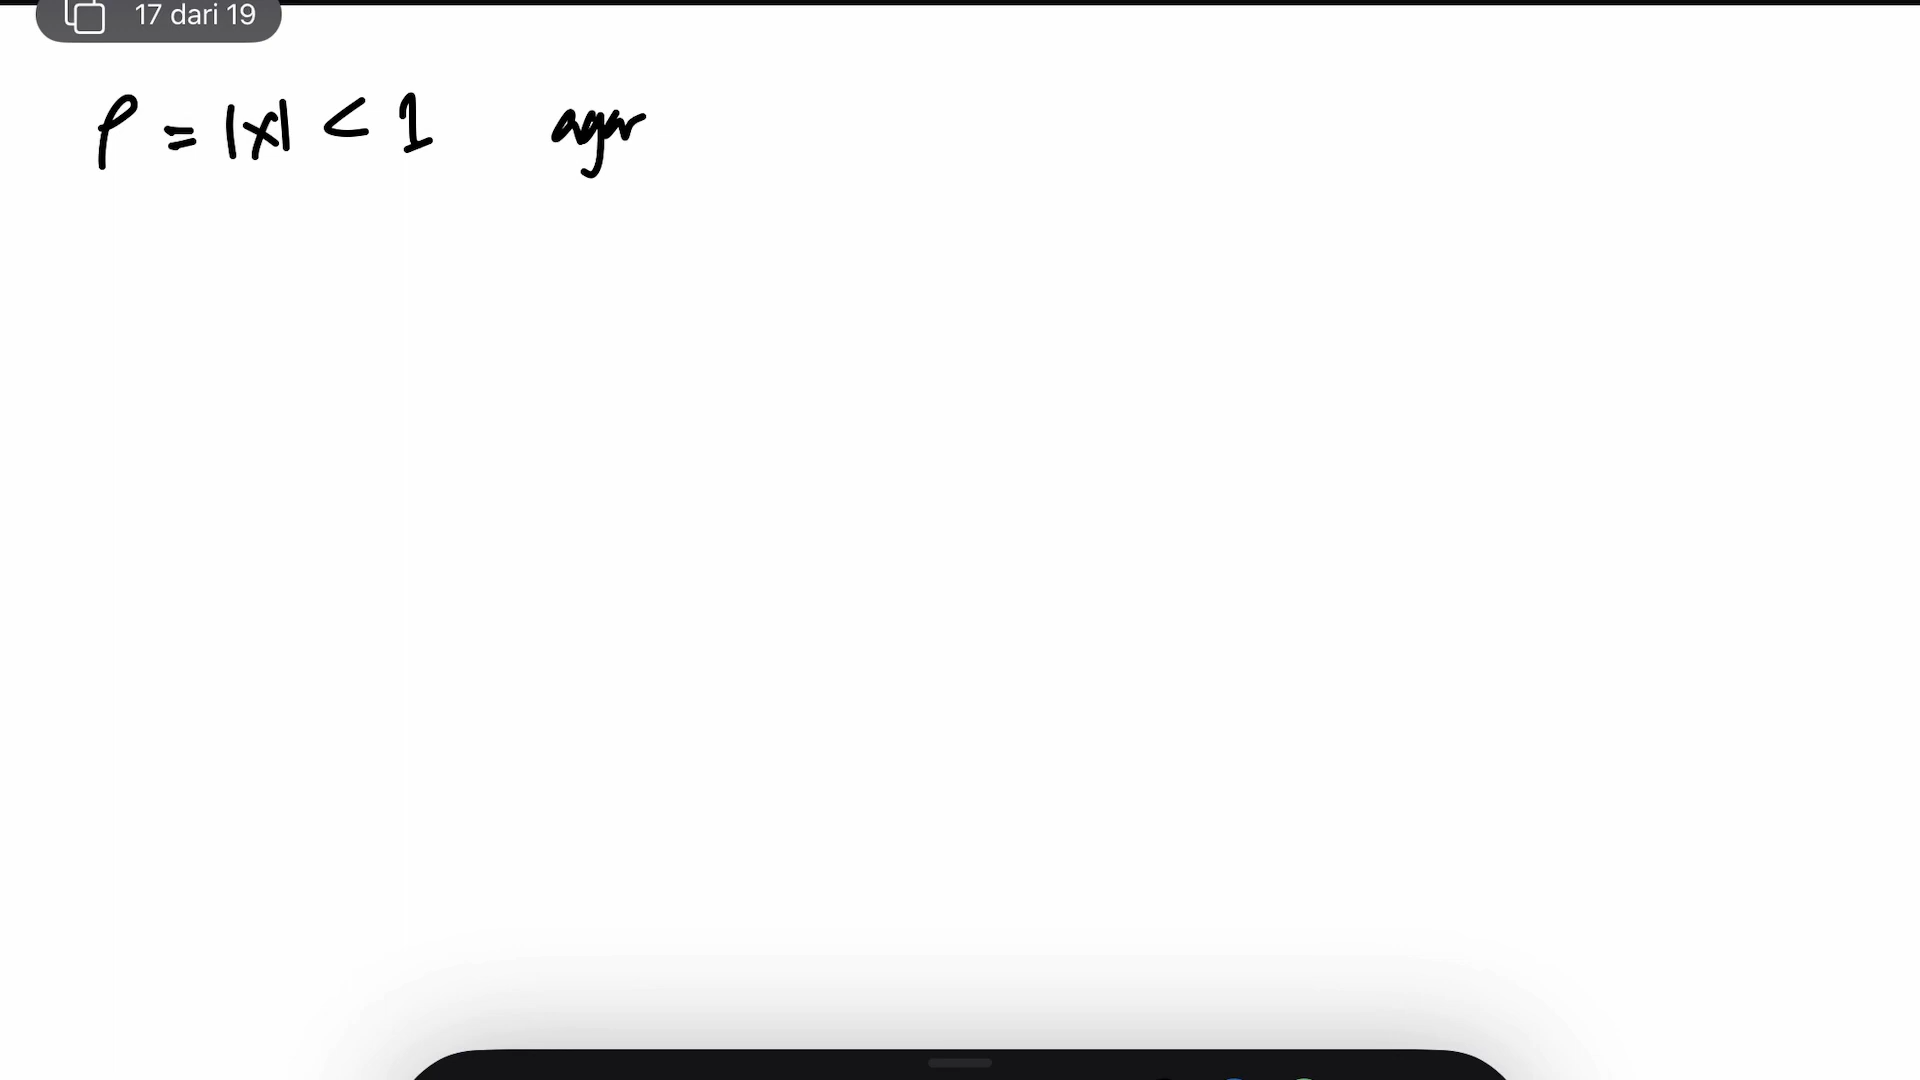 17 dari 19
ρ = |x| < 1 agar